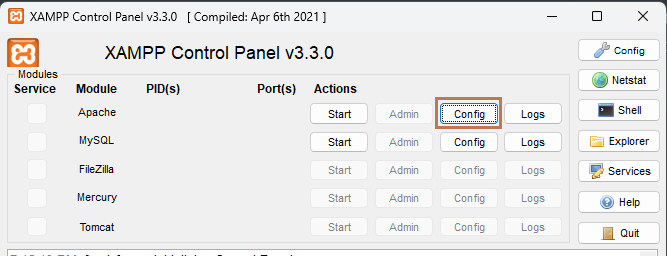 XAMPP Control Panel v3.3.0 [ Compiled: Apr 6th 2021 ]
XAMPP Control Panel v3.3.0
Config
Modules
Service Module PID(s) Port(s) Actions
Netstat
Apache Start Admin Config Logs
Shell
MySQL Start Admin Config Logs
Explorer
FileZilla Start Admin Config Logs
Services
Mercury Start Admin Config Logs
Help
Tomcat Start Admin Config Logs
Quit